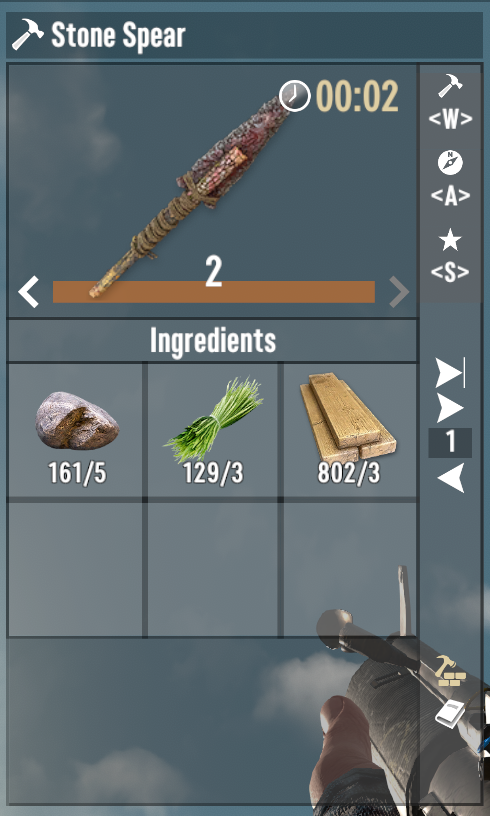 Stone Spear
00:02
<W>
N
<A>
2
<S>
Ingredients
161/5
129/3
802/3
1